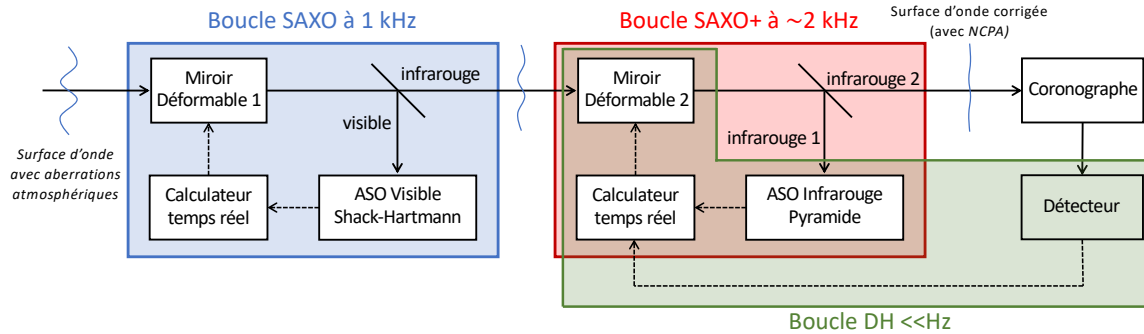 Boucle SAXO à 1 kHz
Boucle SAXO+ à ~2 kHz
Surface d'onde corrigée
(avec NCPA)
Miroir
Déformable 1
infrarouge
visible
Miroir
Déformable 2
infrarouge 2
infrarouge 1
Coronographe
Surface d'onde
avec aberrations
atmosphériques
Calculateur
temps réel
ASO Visible
Shack-Hartmann
Calculateur
temps réel
ASO Infrarouge
Pyramide
Détecteur
Boucle DH <<Hz